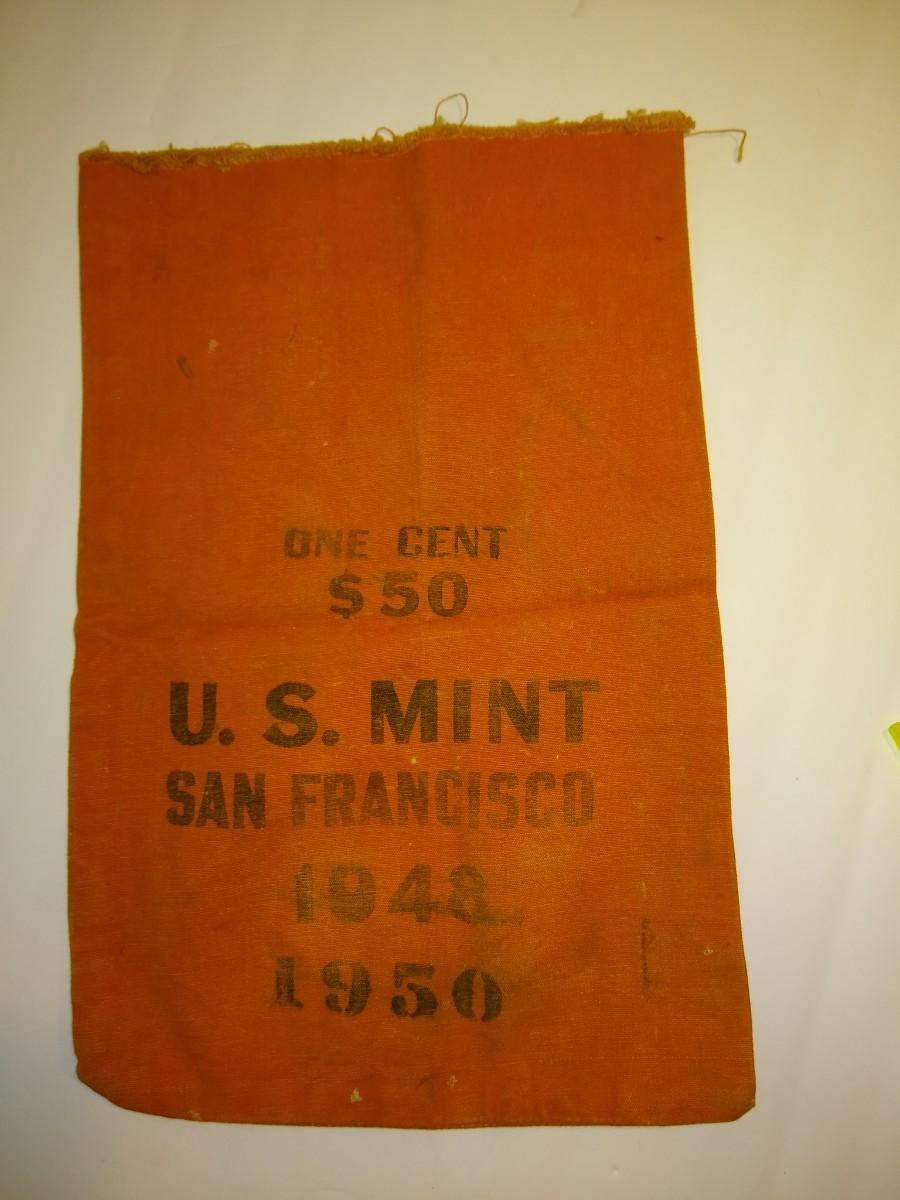 ONE CENT
$50
U. S. MINT
SAN FRANCISCO
1948
1950